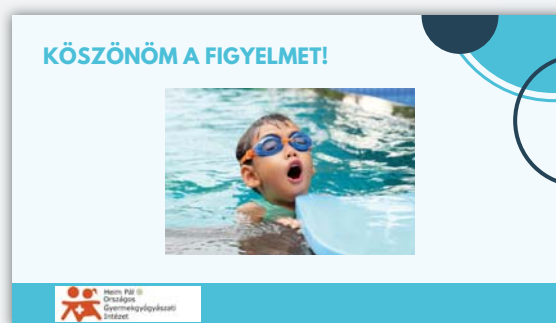 KÖSZÖNÖM A FIGYELMET!
Heim Pál
Országos
Gyermekgyógyászati
Intézet